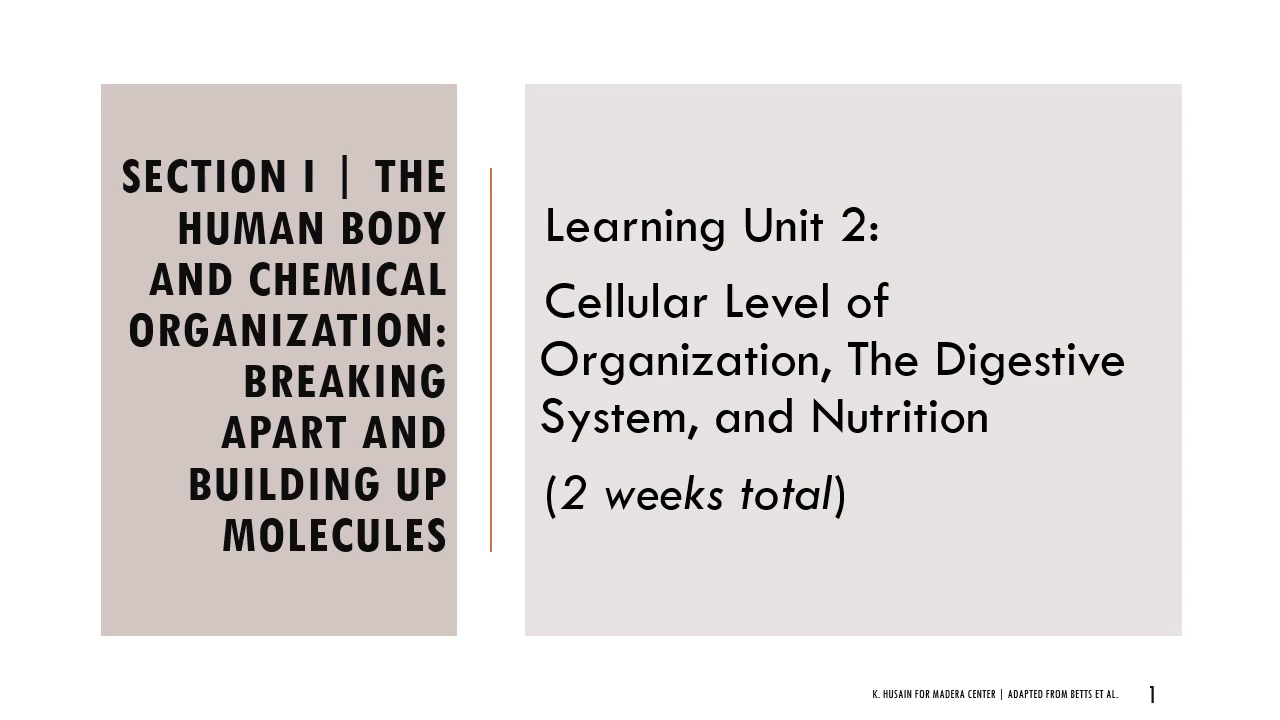 SECTION I | THE
HUMAN BODY
AND CHEMICAL
ORGANIZATION:
BREAKING
APART AND
BUILDING UP
MOLECULES
Learning Unit 2:
Cellular Level of
Organization, The Digestive
System, and Nutrition
(2 weeks total)
K. HUSAIN FOR MADERA CENTER | ADAPTED FROM BETTS ET AL.
1